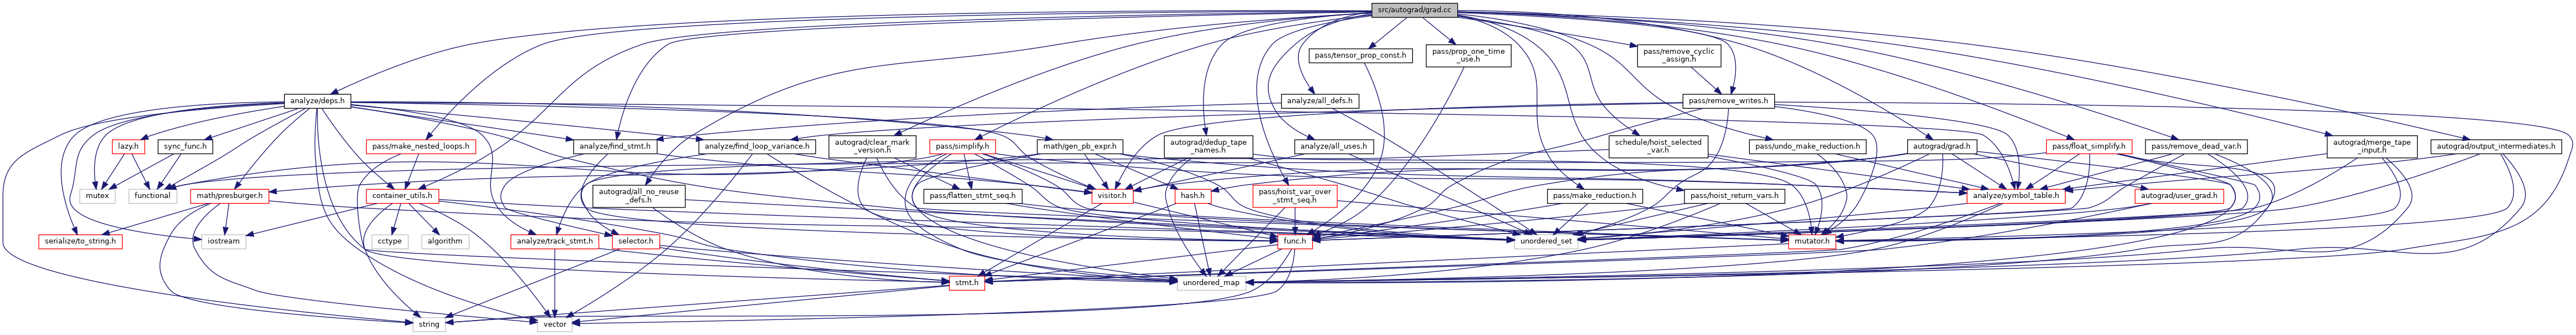 src/autograd/grad.cc
pass/tensor_prop_const.h
pass/prop_one_time
_use.h
pass/remove_cyclic
_assign.h
analyze/deps.h
analyze/all_defs.h
pass/remove_writes.h
lazy.h
sync_func.h
pass/make_nested_loops.h
analyze/find_stmt.h
analyze/find_loop_variance.h
autograd/clear_mark
_version.h
pass/simplify.h
math/gen_pb_expr.h
autograd/dedup_tape
_names.h
analyze/all_uses.h
schedule/hoist_selected
_var.h
pass/undo_make_reduction.h
autograd/grad.h
pass/float_simplify.h
pass/remove_dead_var.h
autograd/merge_tape
_input.h
autograd/output_intermediates.h
mutex
functional
math/presburger.h
container_utils.h
autograd/all_no_reuse
_defs.h
pass/flatten_stmt_seq.h
visitor.h
hash.h
pass/hoist_var_over
_stmt_seq.h
pass/make_reduction.h
pass/hoist_return_vars.h
analyze/symbol_table.h
autograd/user_grad.h
serialize/to_string.h
iostream
cctype
algorithm
analyze/track_stmt.h
selector.h
func.h
unordered_set
mutator.h
stmt.h
unordered_map
string
vector